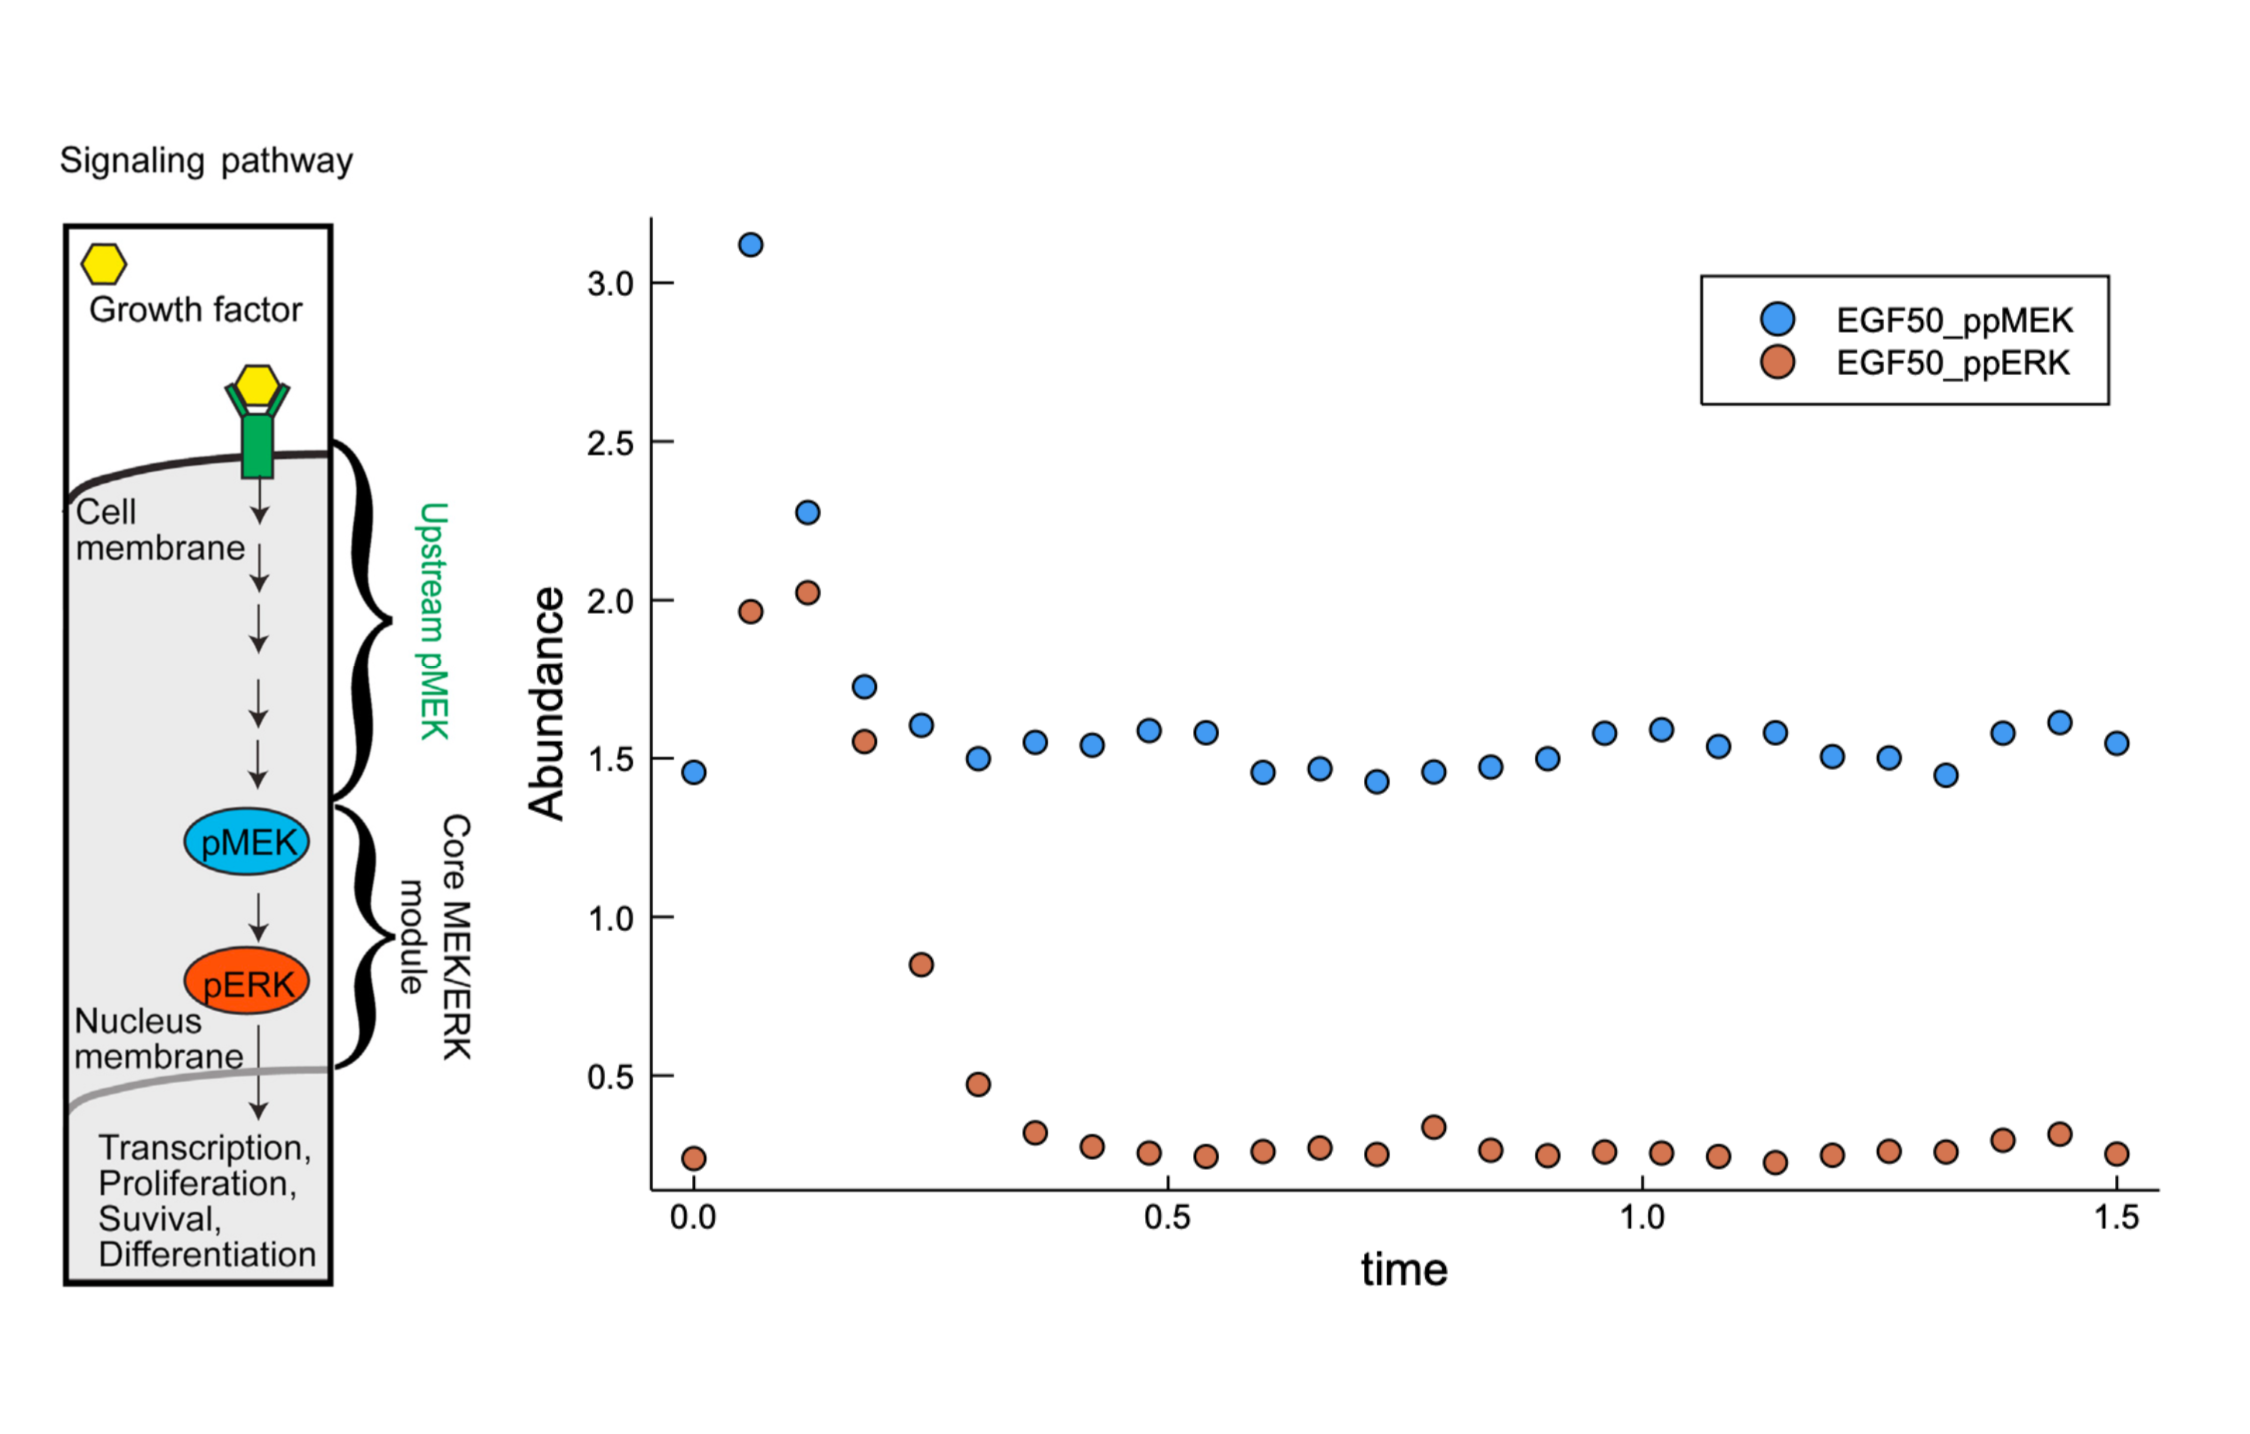 Signaling pathway
Growth factor
Cell
membrane
Upstream pMEK
pMEK
Core MEK/ERK
module
pERK
Nucleus
membrane
Transcription,
Proliferation,
Suvival,
Differentiation
Abundance
3.0
2.5
2.0
1.5
1.0
0.5
0.0
0.5
1.0
1.5
time
EGF50_ppMEK
EGF50_ppERK